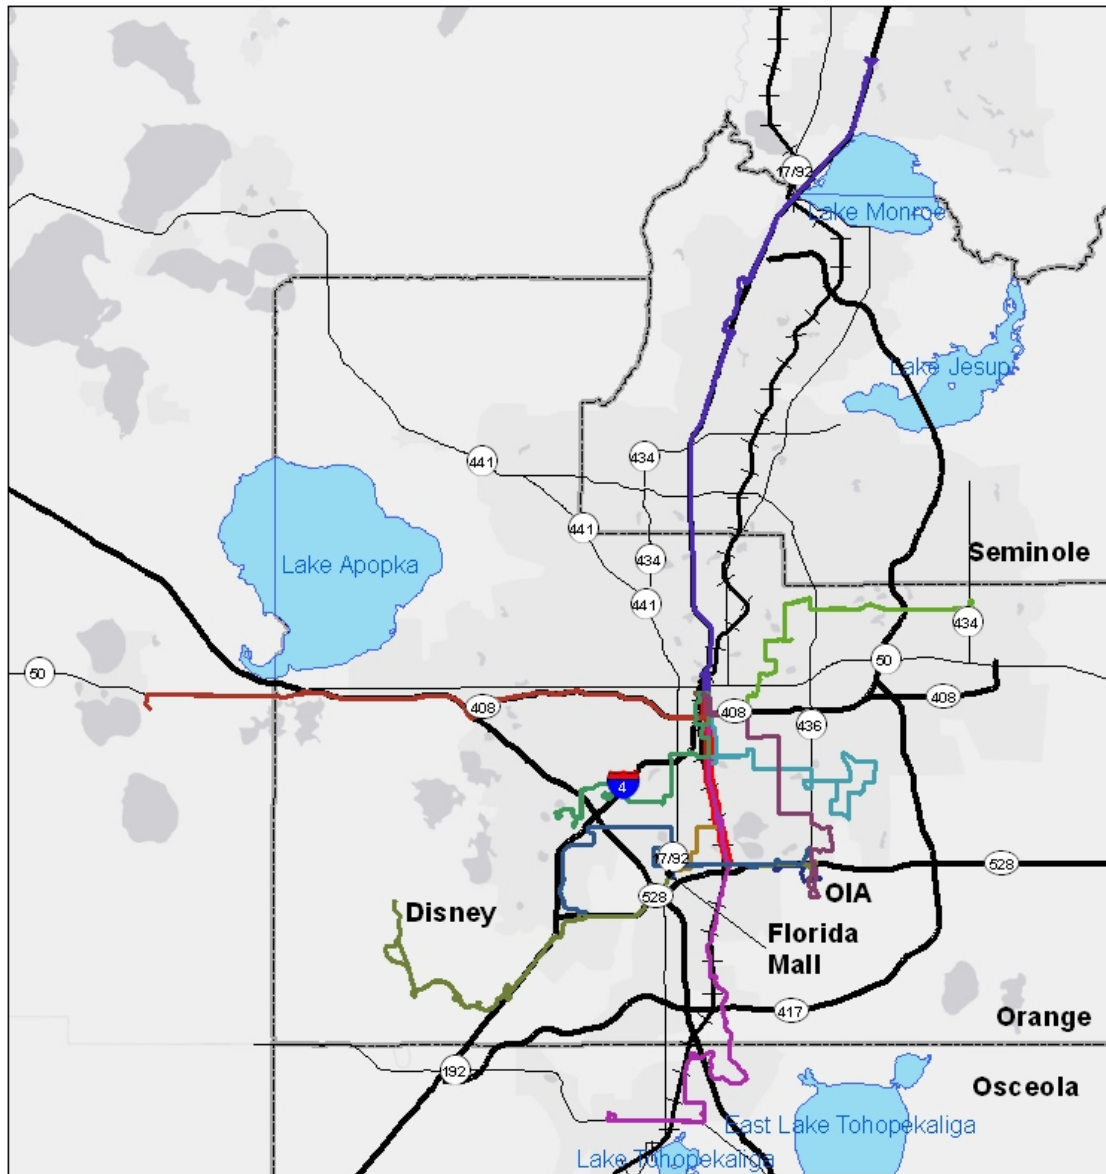 17/92
Lake Monroe
Lake Jesup
441
434
441
434
Seminole
Lake Apopka
441
434
50
50
408
408
408
436
4
17/92
528
528
OIA
Disney
Florida
Mall
417
Orange
192
Osceola
East Lake Tohopekaliga
Lake Tohopekaliga